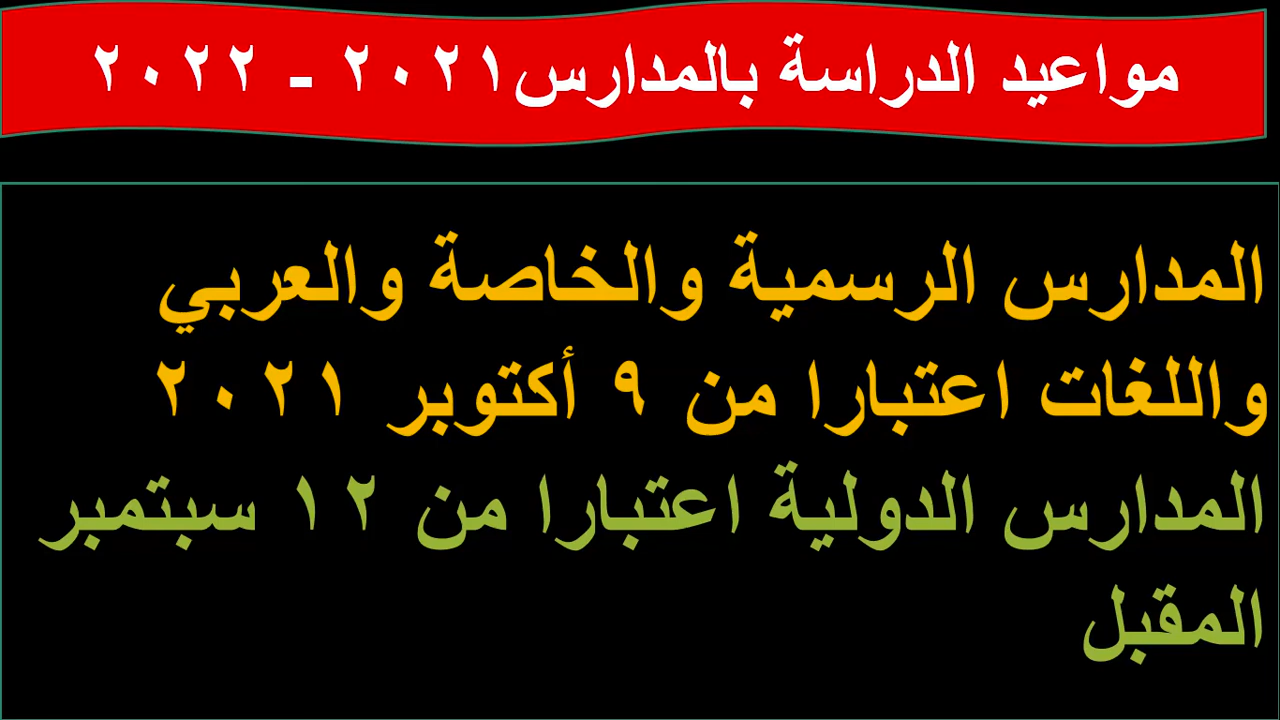 مواعيد الدراسة بالمدارس٢٠٢١ - ٢٠٢٢
المدارس الرسمية والخاصة والعربي
واللغات اعتبارا من ٩ أكتوبر ٢٠٢١
المدارس الدولية اعتبارا من ١٢ سبتمبر
المقبل